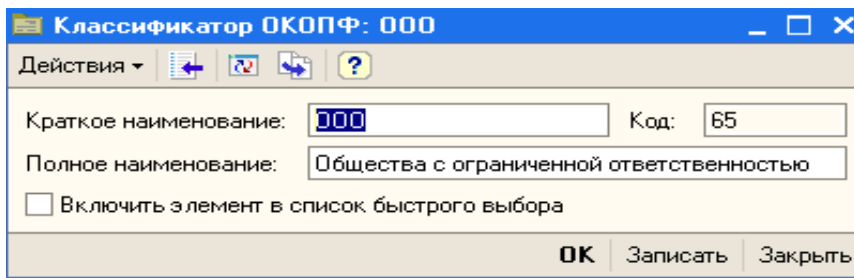 Классификатор ОКОПФ: ООО
Действия
Краткое наименование: ООО Код: 65
Полное наименование: Общества с ограниченной ответственностью
Включить элемент в список быстрого выбора
ОК Записать Закрыть